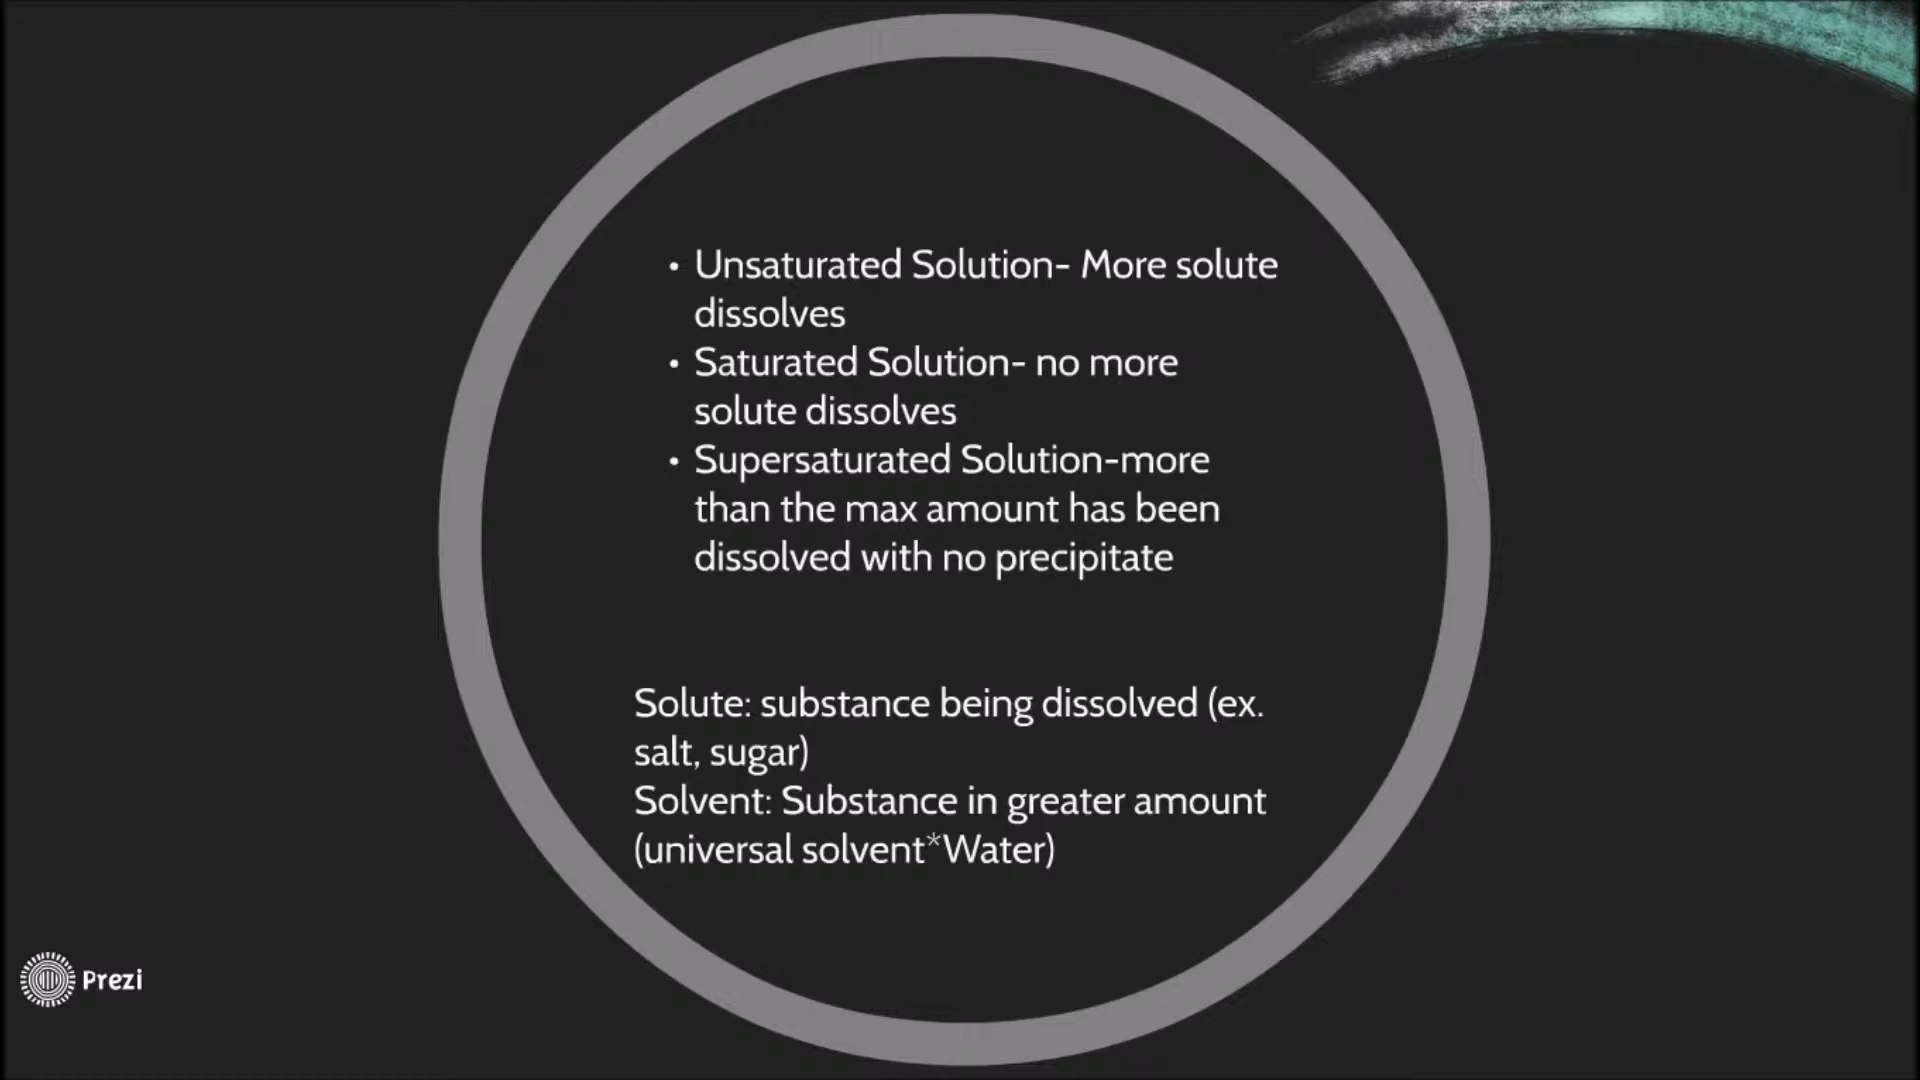 • Unsaturated Solution- More solute
dissolves
• Saturated Solution- no more
solute dissolves
• Supersaturated Solution-more
than the max amount has been
dissolved with no precipitate
Solute: substance being dissolved (ex.
salt, sugar)
Solvent: Substance in greater amount
(universal solvent*Water)
Prezi